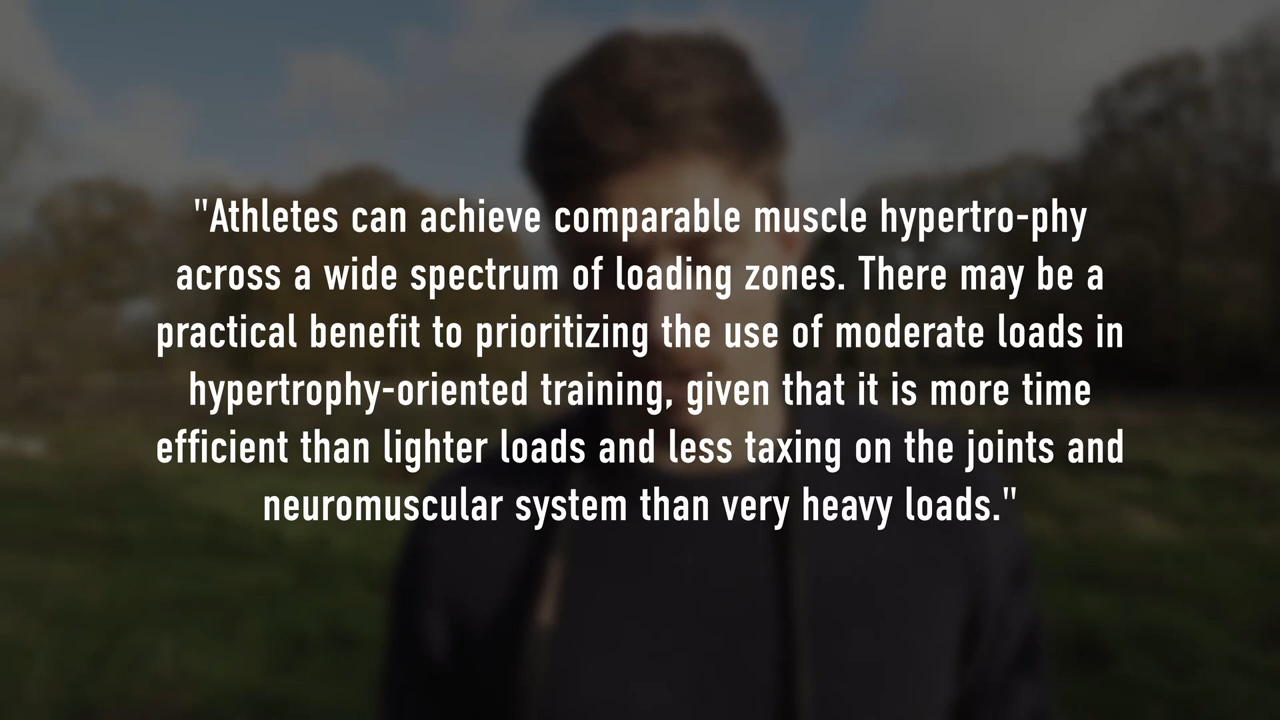 "Athletes can achieve comparable muscle hypertro-phy
across a wide spectrum of loading zones. There may be a
practical benefit to prioritizing the use of moderate loads in
hypertrophy-oriented training, given that it is more time
efficient than lighter loads and less taxing on the joints and
neuromuscular system than very heavy loads."